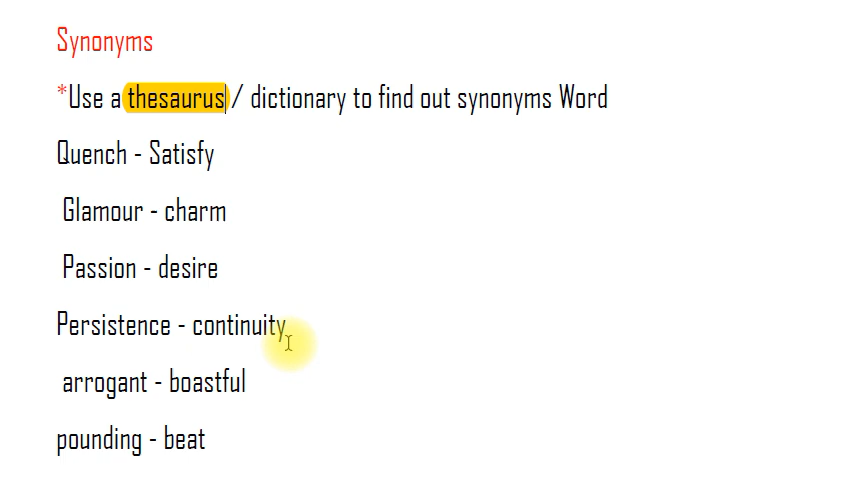 Synonyms
*Use a thesaurus / dictionary to find out synonyms Word
Quench - Satisfy
Glamour - charm
Passion - desire
Persistence - continuity
arrogant - boastful
pounding - beat